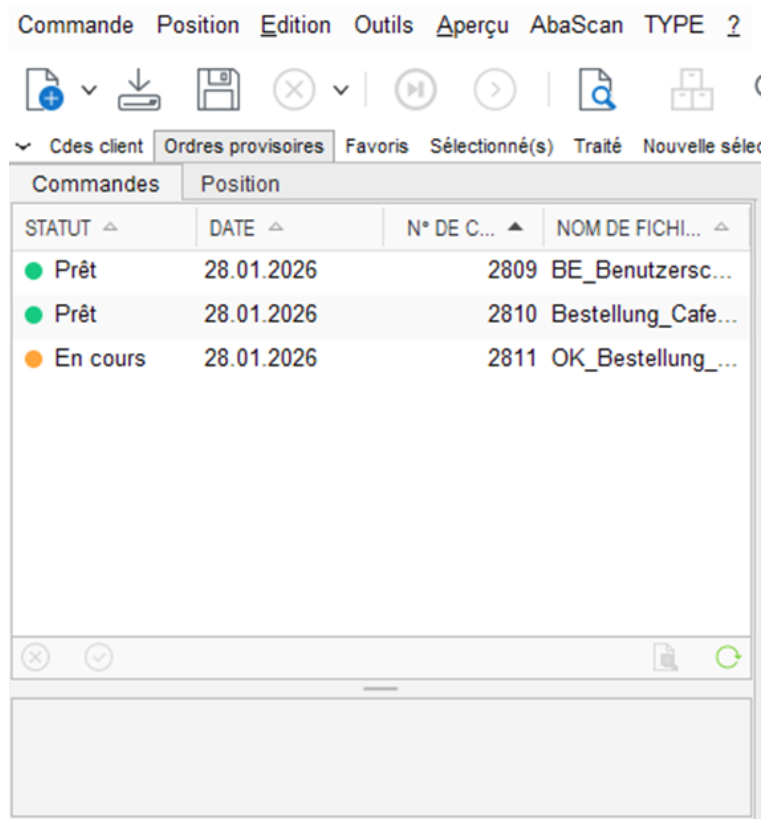 Commande Position Edition Outils Aperçu AbaScan TYPE ?
Cdes client Ordres provisoires Favoris Sélectionné(s) Traité Nouvelle sélec
Commandes Position
STATUT DATE N° DE C... NOM DE FICHI...
Prêt 28.01.2026 2809 BE_Benutzersc...
Prêt 28.01.2026 2810 Bestellung_Cafe...
En cours 28.01.2026 2811 OK_Bestellung_...